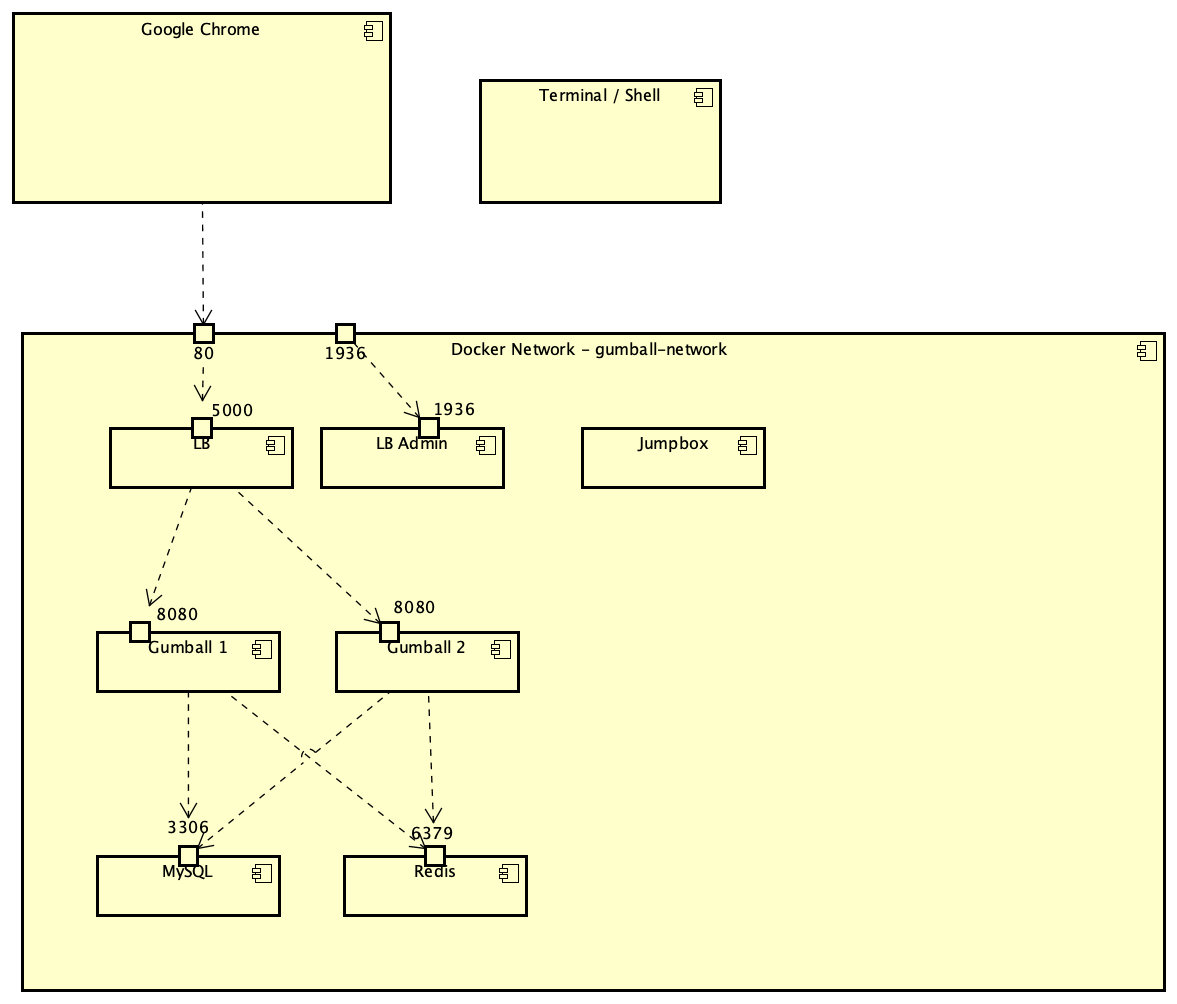 Google Chrome
Terminal / Shell
80
1936
Docker Network - gumball-network
5000
1936
LB
LB Admin
Jumpbox
8080
8080
Gumball 1
Gumball 2
3306
6379
MySQL
Redis